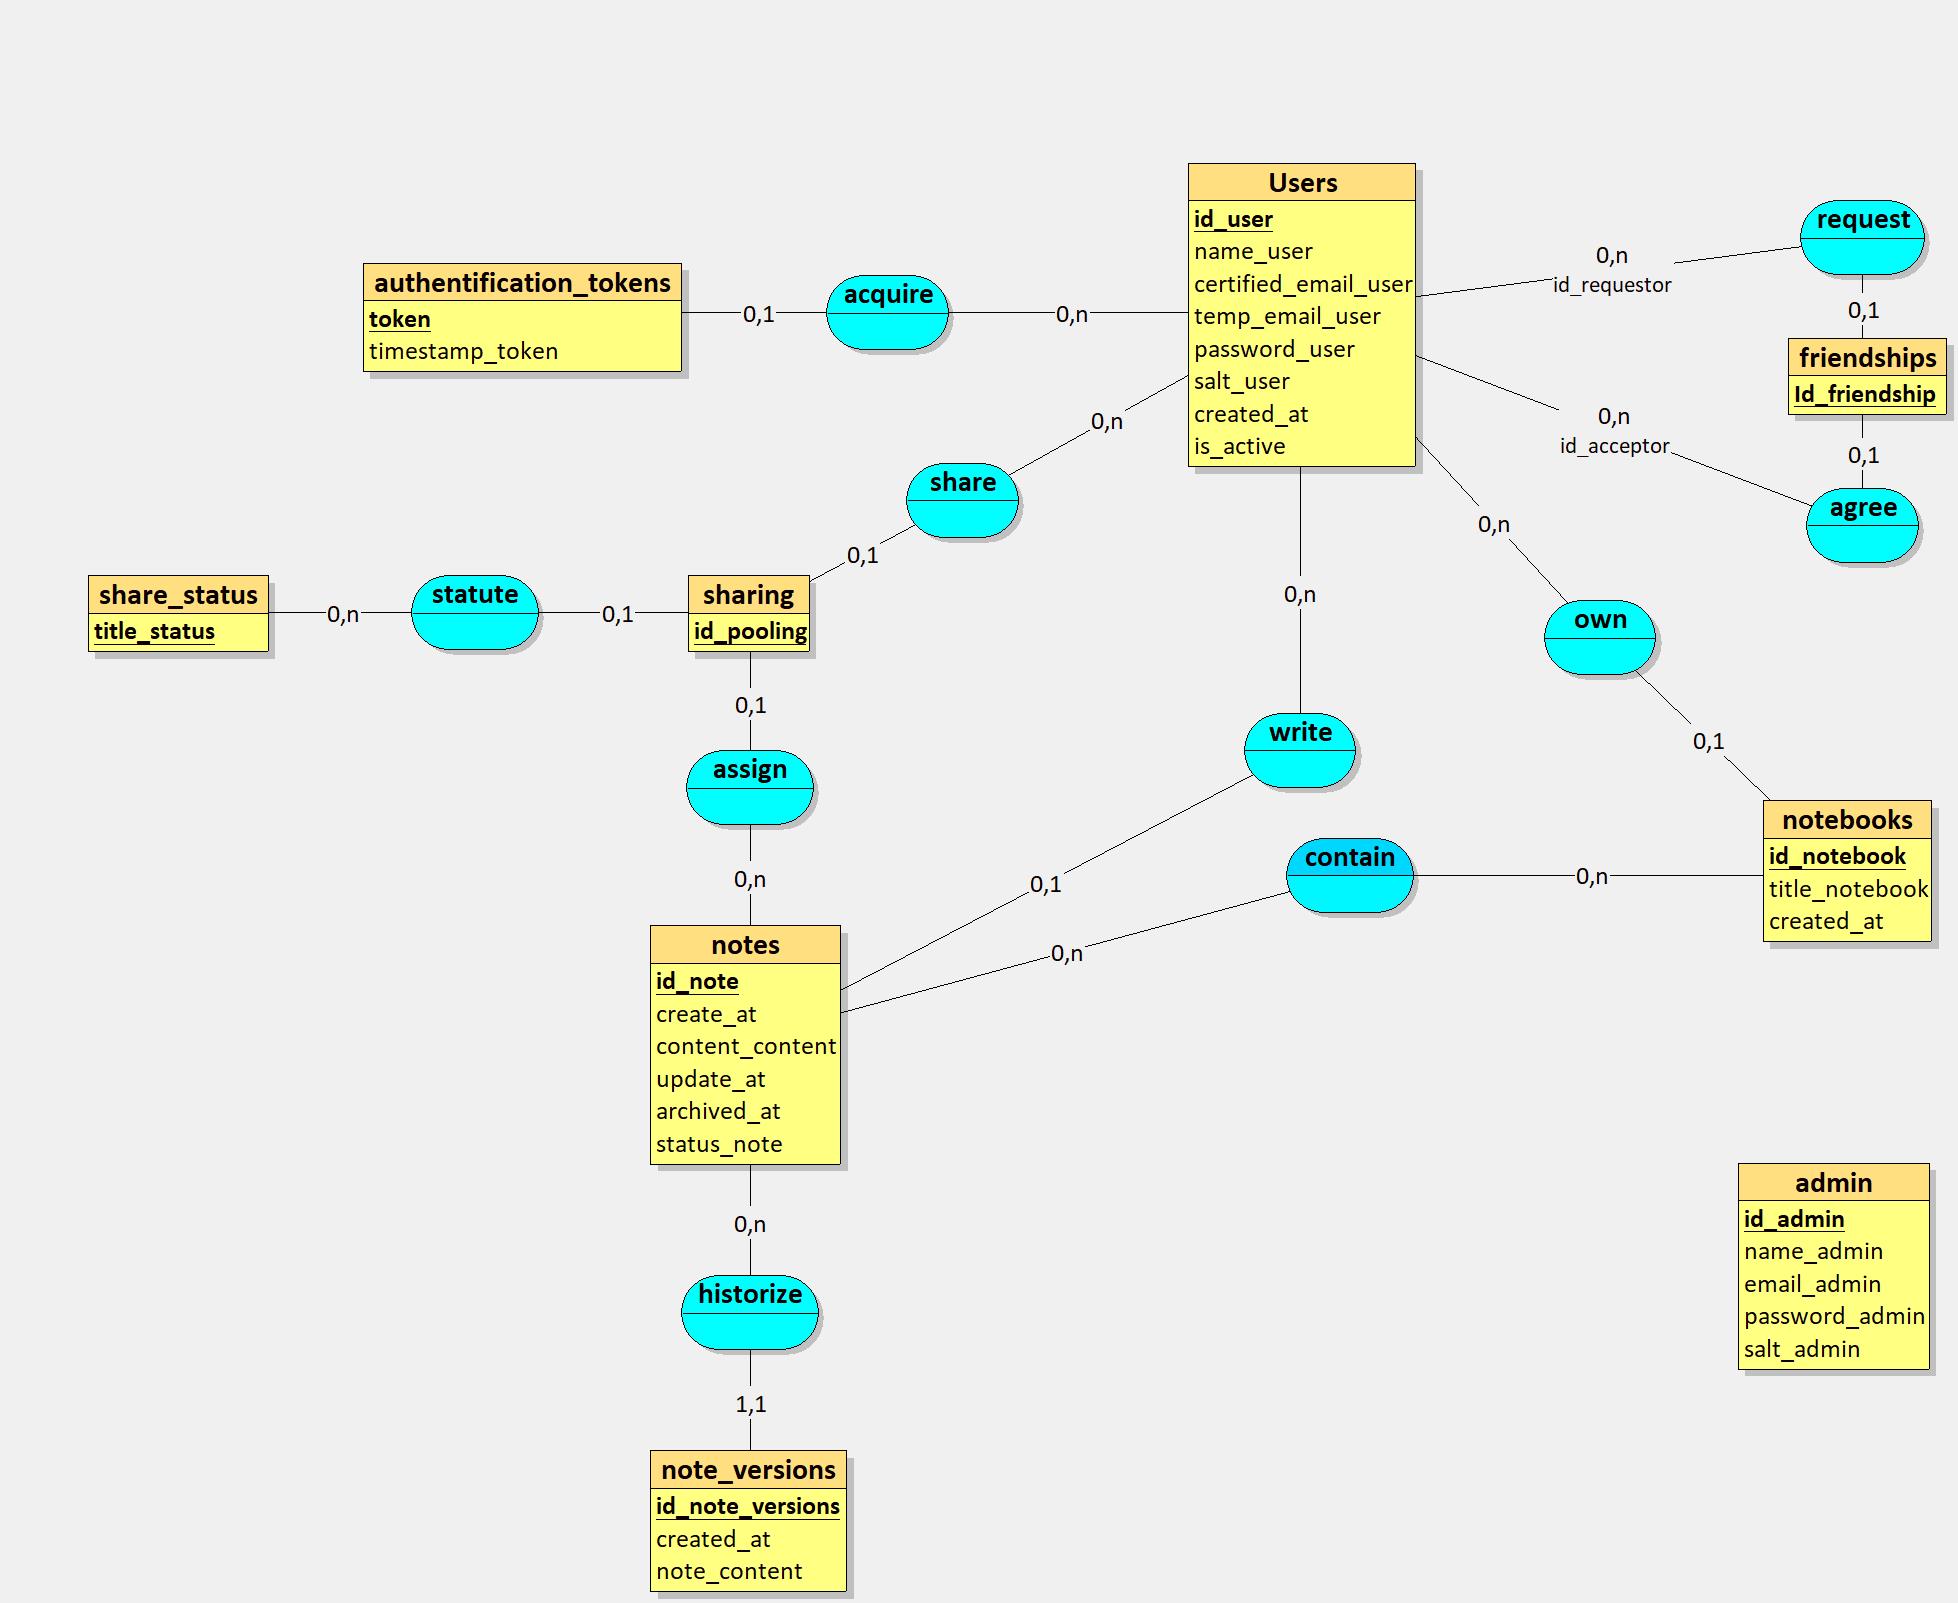 Users
id_user
name_user
certified_email_user
temp_email_user
password_user
salt_user
created_at
is_active
authentification_tokens
token
timestamp_token
0,1
acquire
0,n
0,n
id_requestor
request
0,1
friendships
Id_friendship
0,1
agree
0,n
id_acceptor
0,n
share
0,1
share_status
title_status
0,n
statute
0,1
sharing
id_pooling
0,1
assign
0,n
0,n
write
0,1
0,n
own
0,1
notebooks
id_notebook
title_notebook
created_at
contain
0,n
0,n
notes
id_note
create_at
content_content
update_at
archived_at
status_note
0,n
historize
1,1
note_versions
id_note_versions
created_at
note_content
admin
id_admin
name_admin
email_admin
password_admin
salt_admin